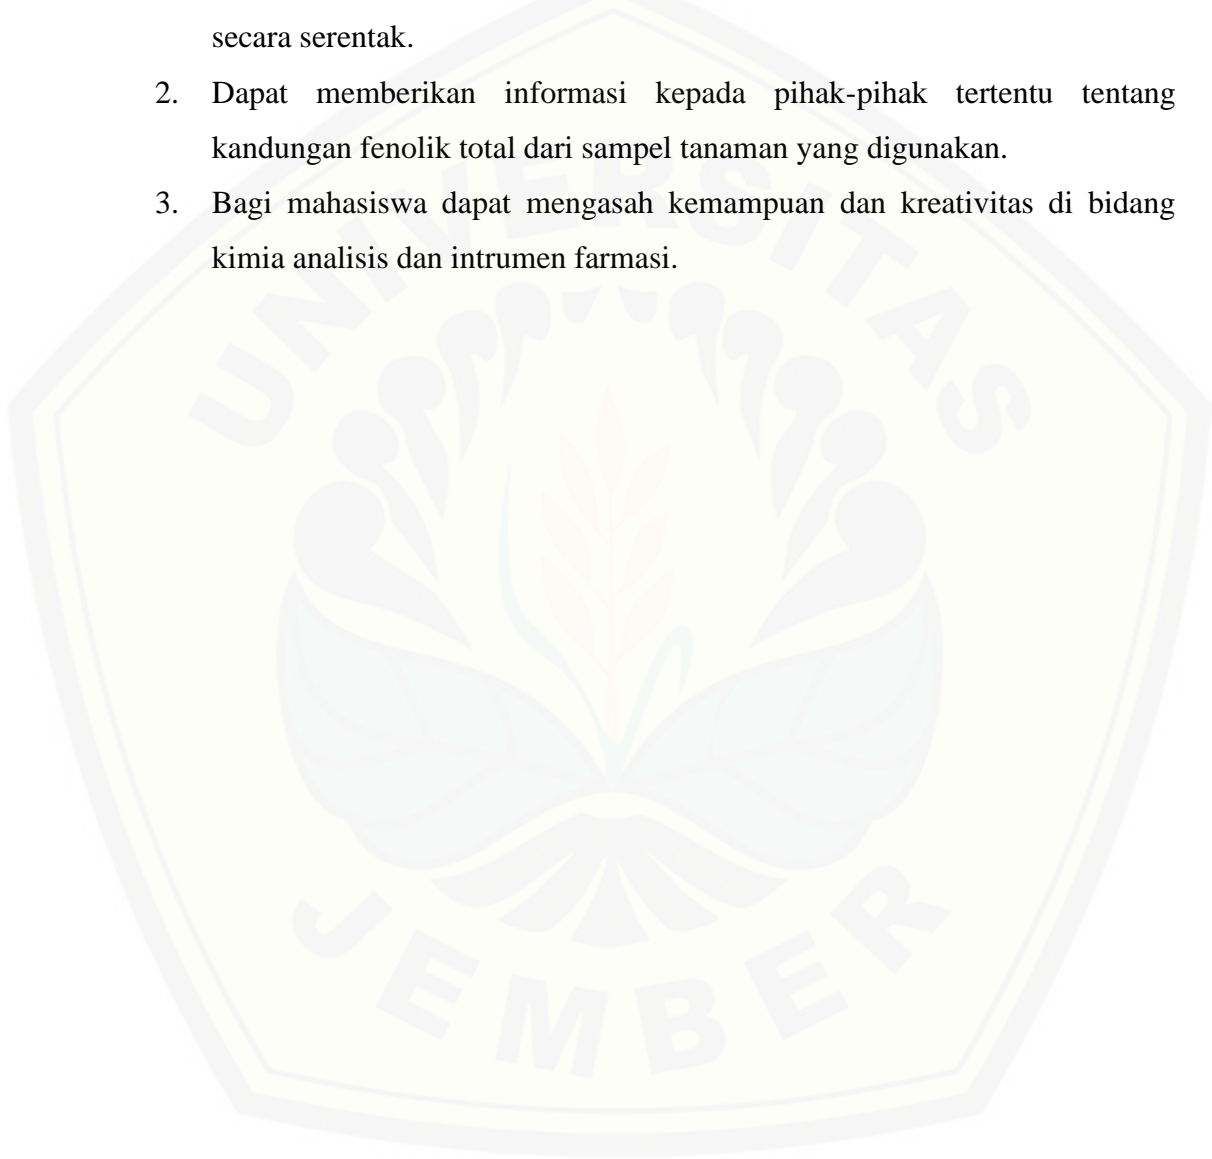 secara serentak.
2. Dapat memberikan informasi kepada pihak-pihak tertentu tentang
kandungan fenolik total dari sampel tanaman yang digunakan.
3. Bagi mahasiswa dapat mengasah kemampuan dan kreativitas di bidang
kimia analisis dan intrumen farmasi.
UNIVERSITAS
JEMBER